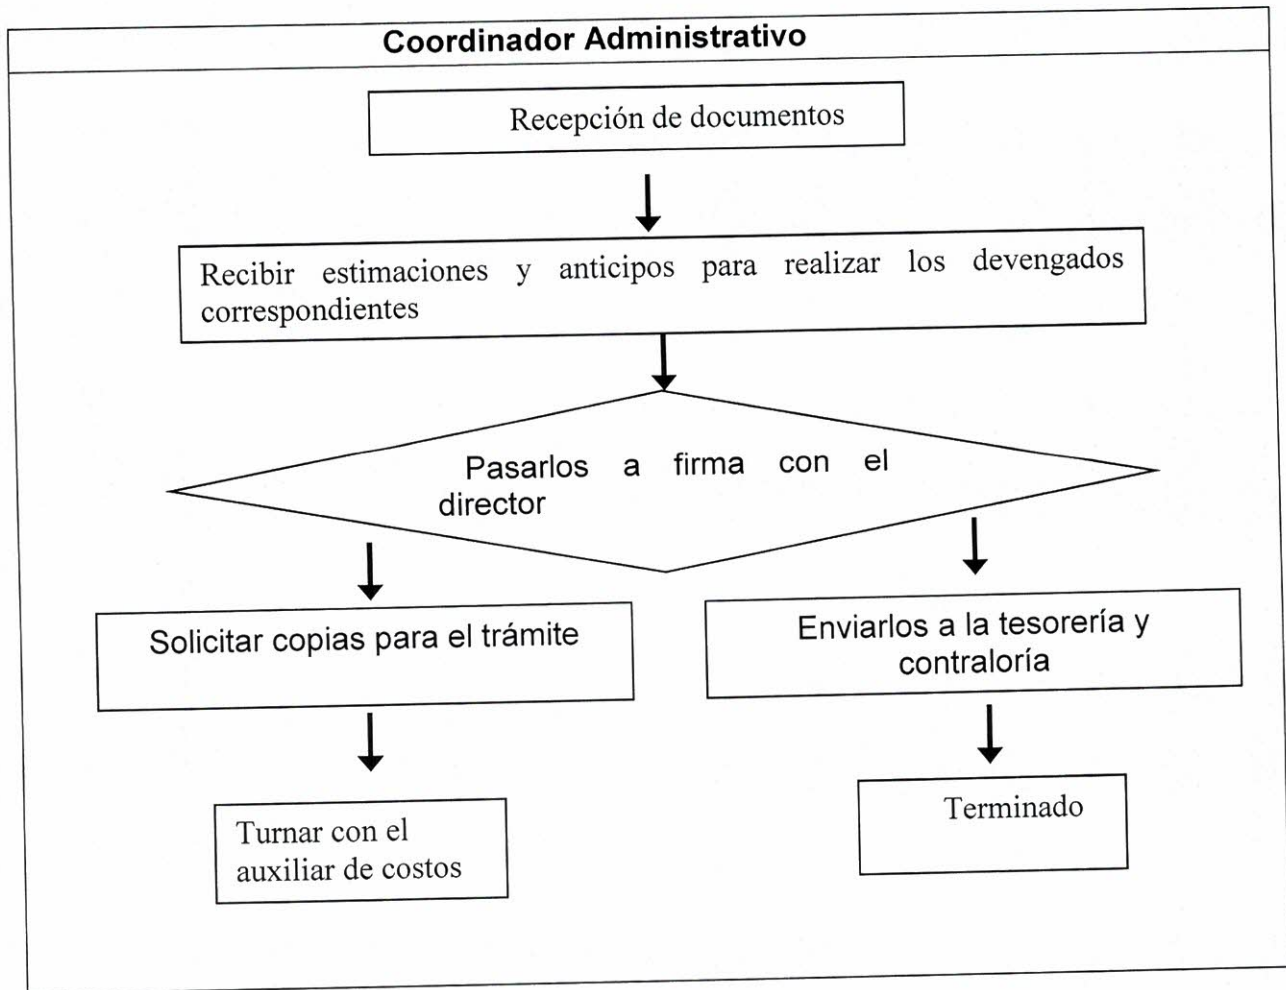 Coordinador Administrativo
Recepción de documentos
Recibir estimaciones y anticipos para realizar los devengados
correspondientes
Pasarlos a firma con el
director
Solicitar copias para el trámite
Enviarlos a la tesorería y
contraloría
Turnar con el
auxiliar de costos
Terminado